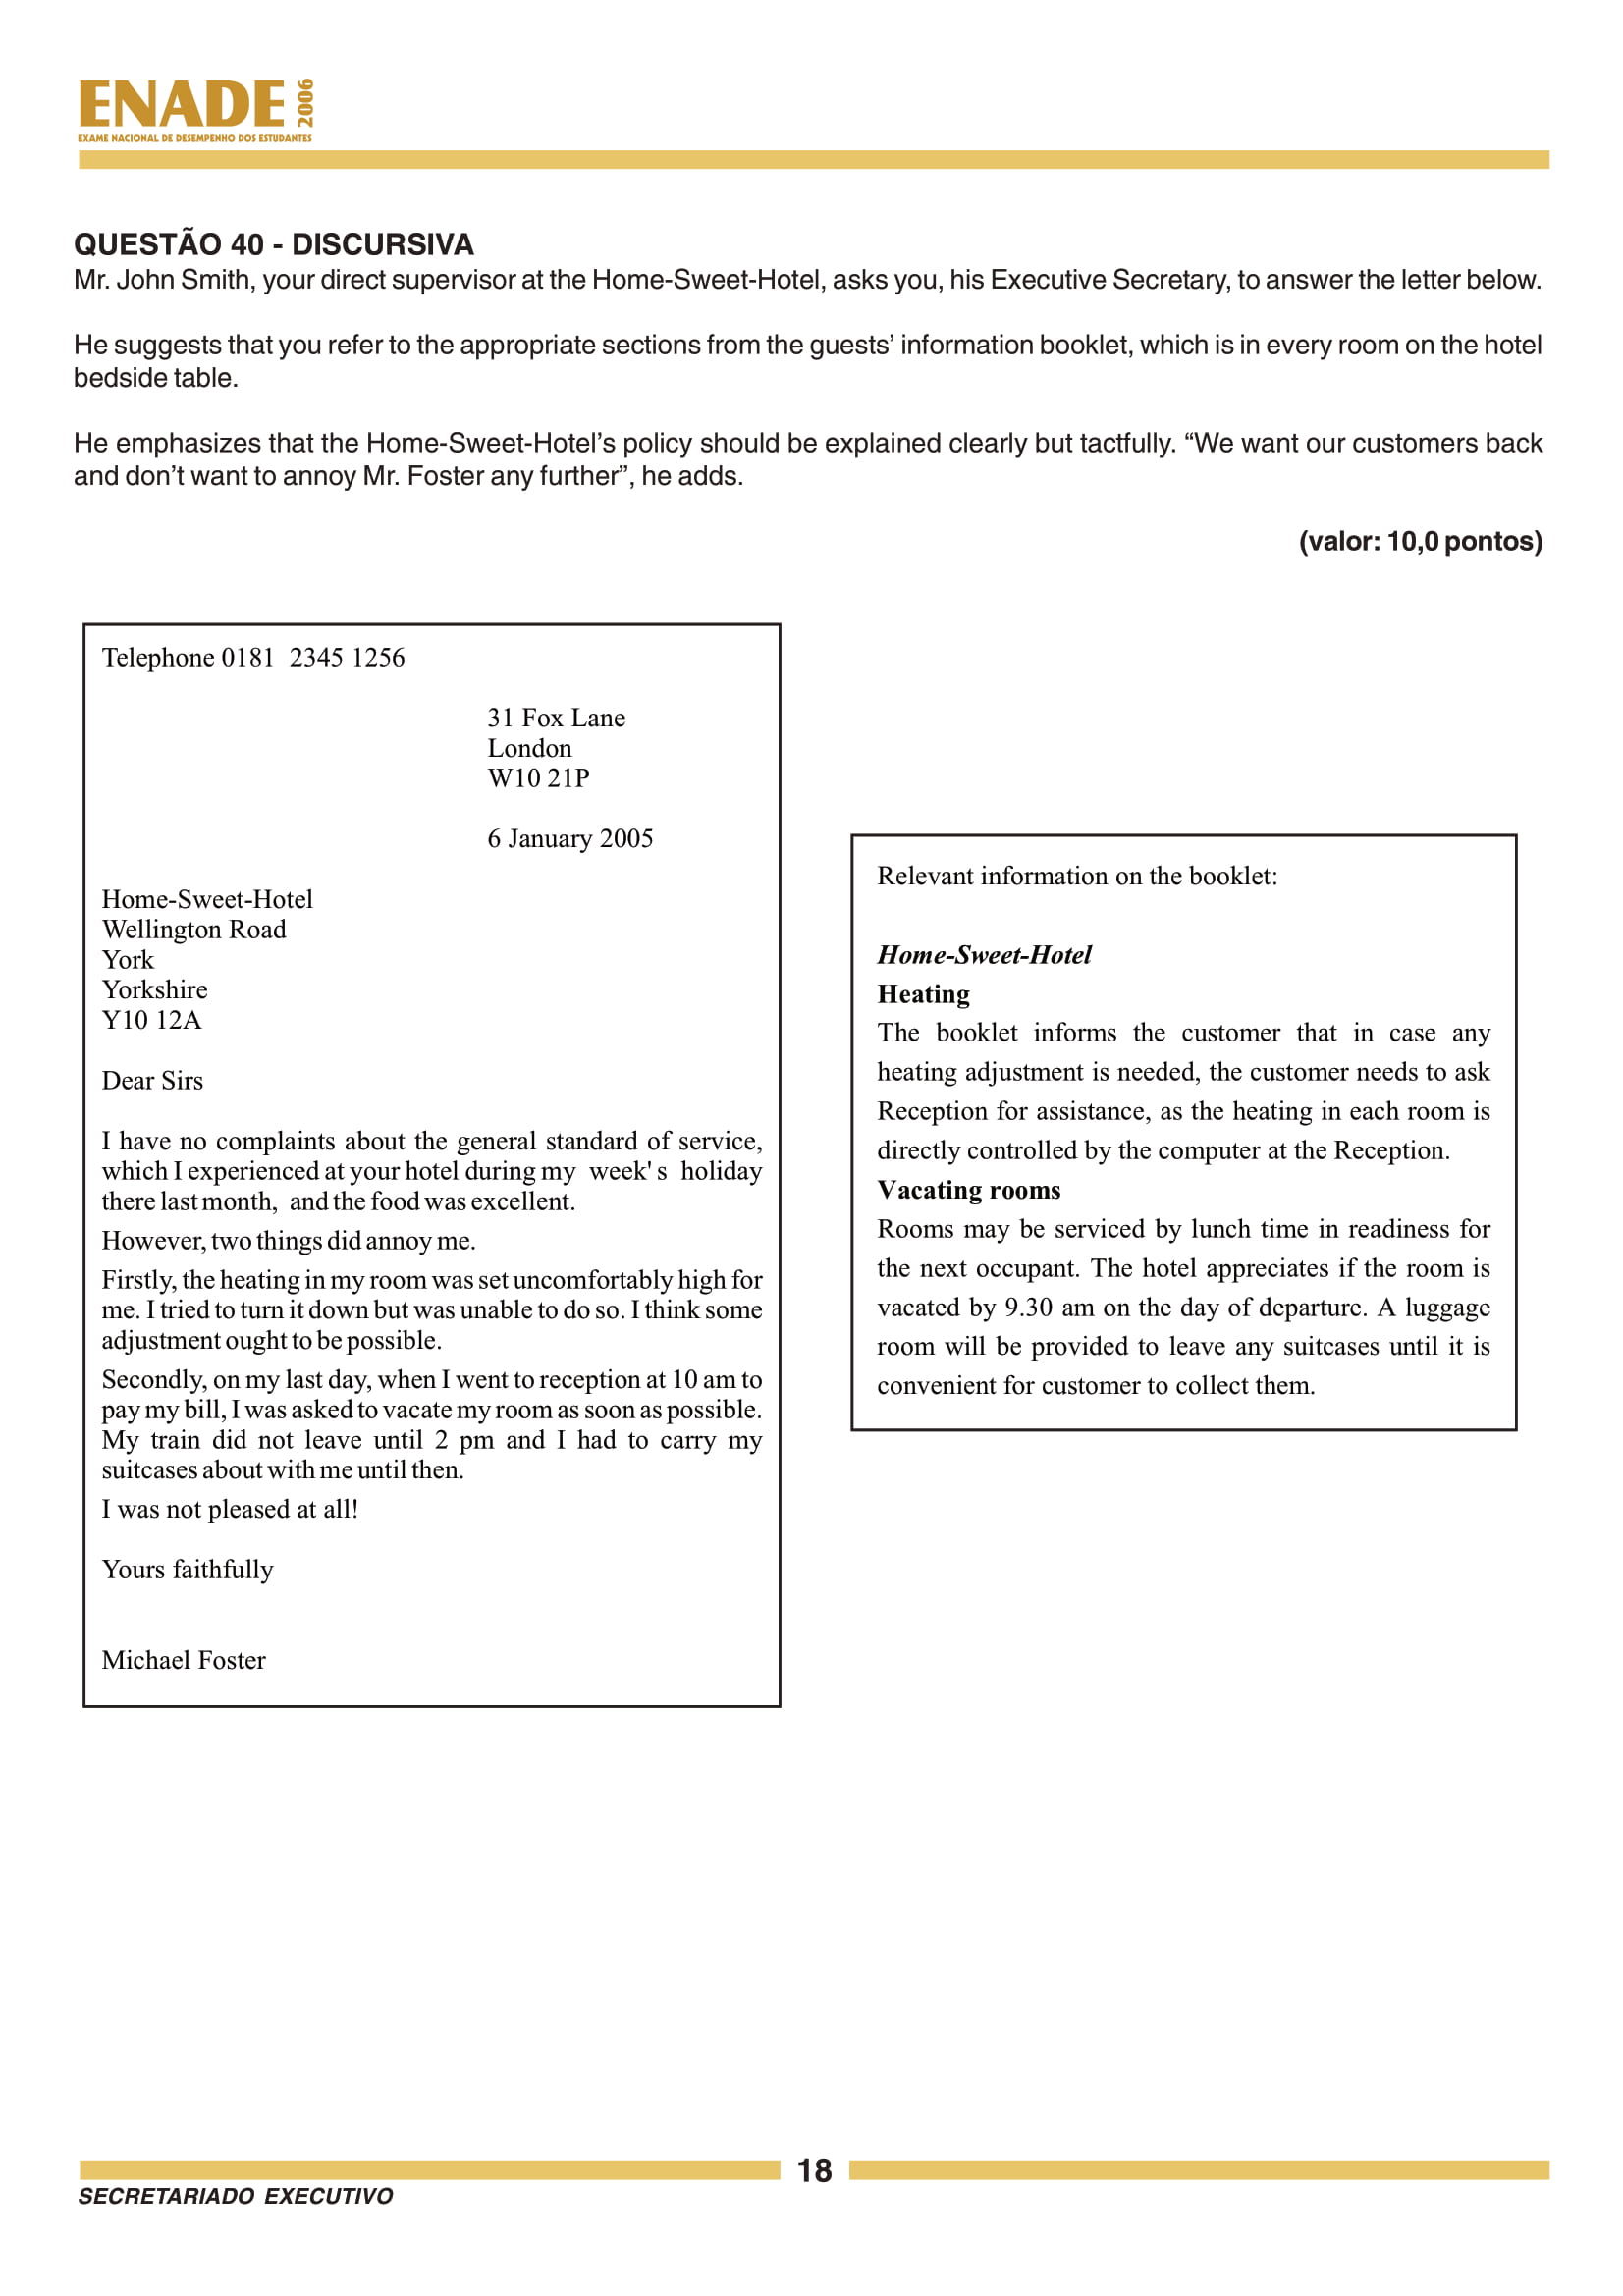 ENADE 2006
EXAME NACIONAL DE DESEMPENHO DOS ESTUDANTES
QUESTÃO 40 - DISCURSIVA
Mr. John Smith, your direct supervisor at the Home-Sweet-Hotel, asks you, his Executive Secretary, to answer the letter below.
He suggests that you refer to the appropriate sections from the guests’ information booklet, which is in every room on the hotel
bedside table.
He emphasizes that the Home-Sweet-Hotel’s policy should be explained clearly but tactfully. “We want our customers back
and don’t want to annoy Mr. Foster any further”, he adds.
(valor: 10,0 pontos)
Telephone 0181 2345 1256
31 Fox Lane
London
W10 21P
6 January 2005
Home-Sweet-Hotel
Wellington Road
York
Yorkshire
Y10 12A
Dear Sirs
I have no complaints about the general standard of service,
which I experienced at your hotel during my week's holiday
there last month, and the food was excellent.
However, two things did annoy me.
Firstly, the heating in my room was set uncomfortably high for
me. I tried to turn it down but was unable to do so. I think some
adjustment ought to be possible.
Secondly, on my last day, when I went to reception at 10 am to
pay my bill, I was asked to vacate my room as soon as possible.
My train did not leave until 2 pm and I had to carry my
suitcases about with me until then.
I was not pleased at all!
Yours faithfully
Michael Foster
Relevant information on the booklet:
Home-Sweet-Hotel
Heating
The booklet informs the customer that in case any
heating adjustment is needed, the customer needs to ask
Reception for assistance, as the heating in each room is
directly controlled by the computer at the Reception.
Vacating rooms
Rooms may be serviced by lunch time in readiness for
the next occupant. The hotel appreciates if the room is
vacated by 9.30 am on the day of departure. A luggage
room will be provided to leave any suitcases until it is
convenient for customer to collect them.
18
SECRETARIADO EXECUTIVO